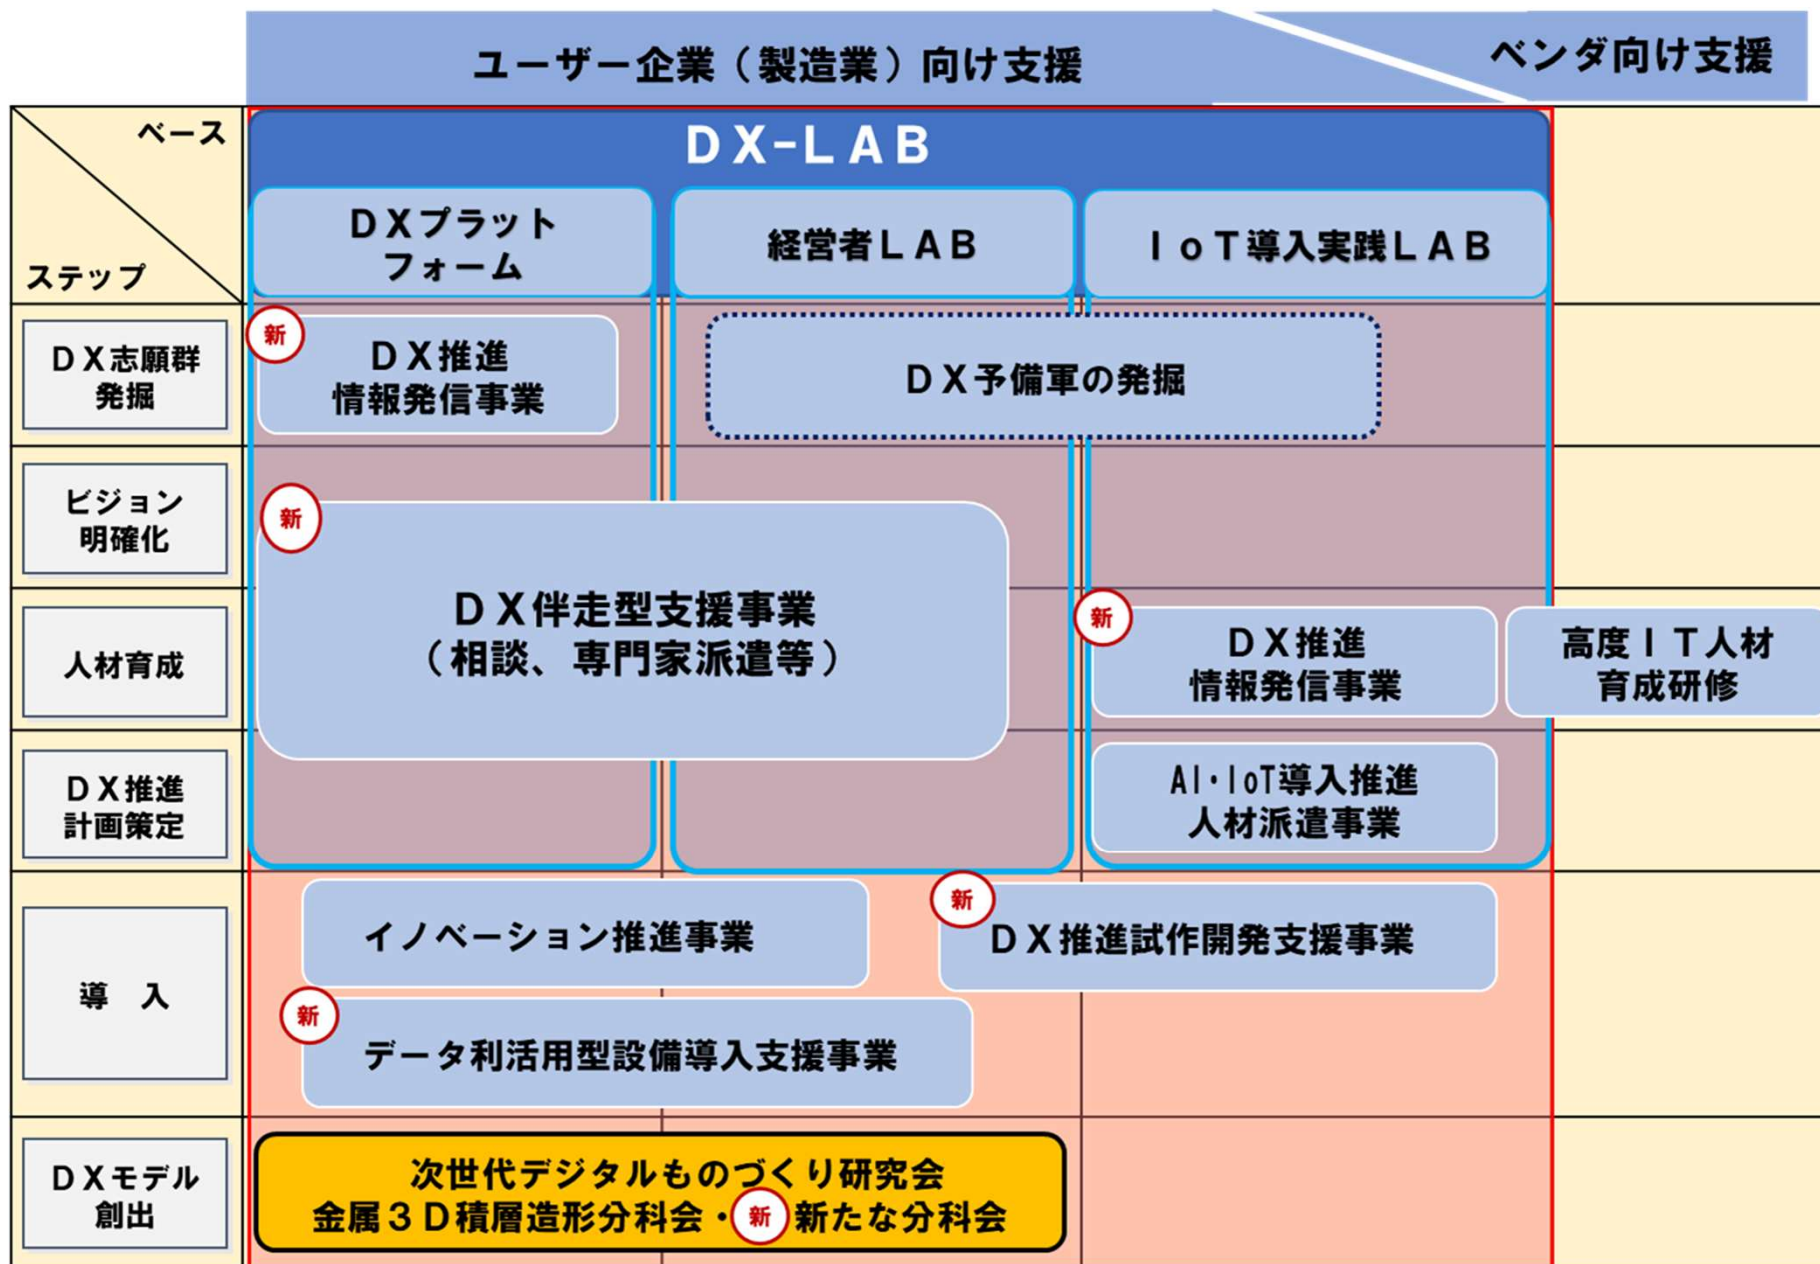 ユーザー企業（製造業）向け支援
ベンダ向け支援
ベース
ステップ
ＤＸ-ＬＡＢ
ＤＸプラット
フォーム
経営者ＬＡＢ
ＩｏＴ導入実践ＬＡＢ
ＤＸ志願群
発掘
新
ＤＸ推進
情報発信事業
ＤＸ予備軍の発掘
ビジョン
明確化
新
ＤＸ伴走型支援事業
（相談、専門家派遣等）
人材育成
新
ＤＸ推進
情報発信事業
高度ＩＴ人材
育成研修
ＤＸ推進
計画策定
AI・IoT導入推進
人材派遣事業
導　入
イノベーション推進事業
新
ＤＸ推進試作開発支援事業
新
データ利活用型設備導入支援事業
ＤＸモデル
創出
次世代デジタルものづくり研究会
金属３Ｄ積層造形分科会・新新たな分科会